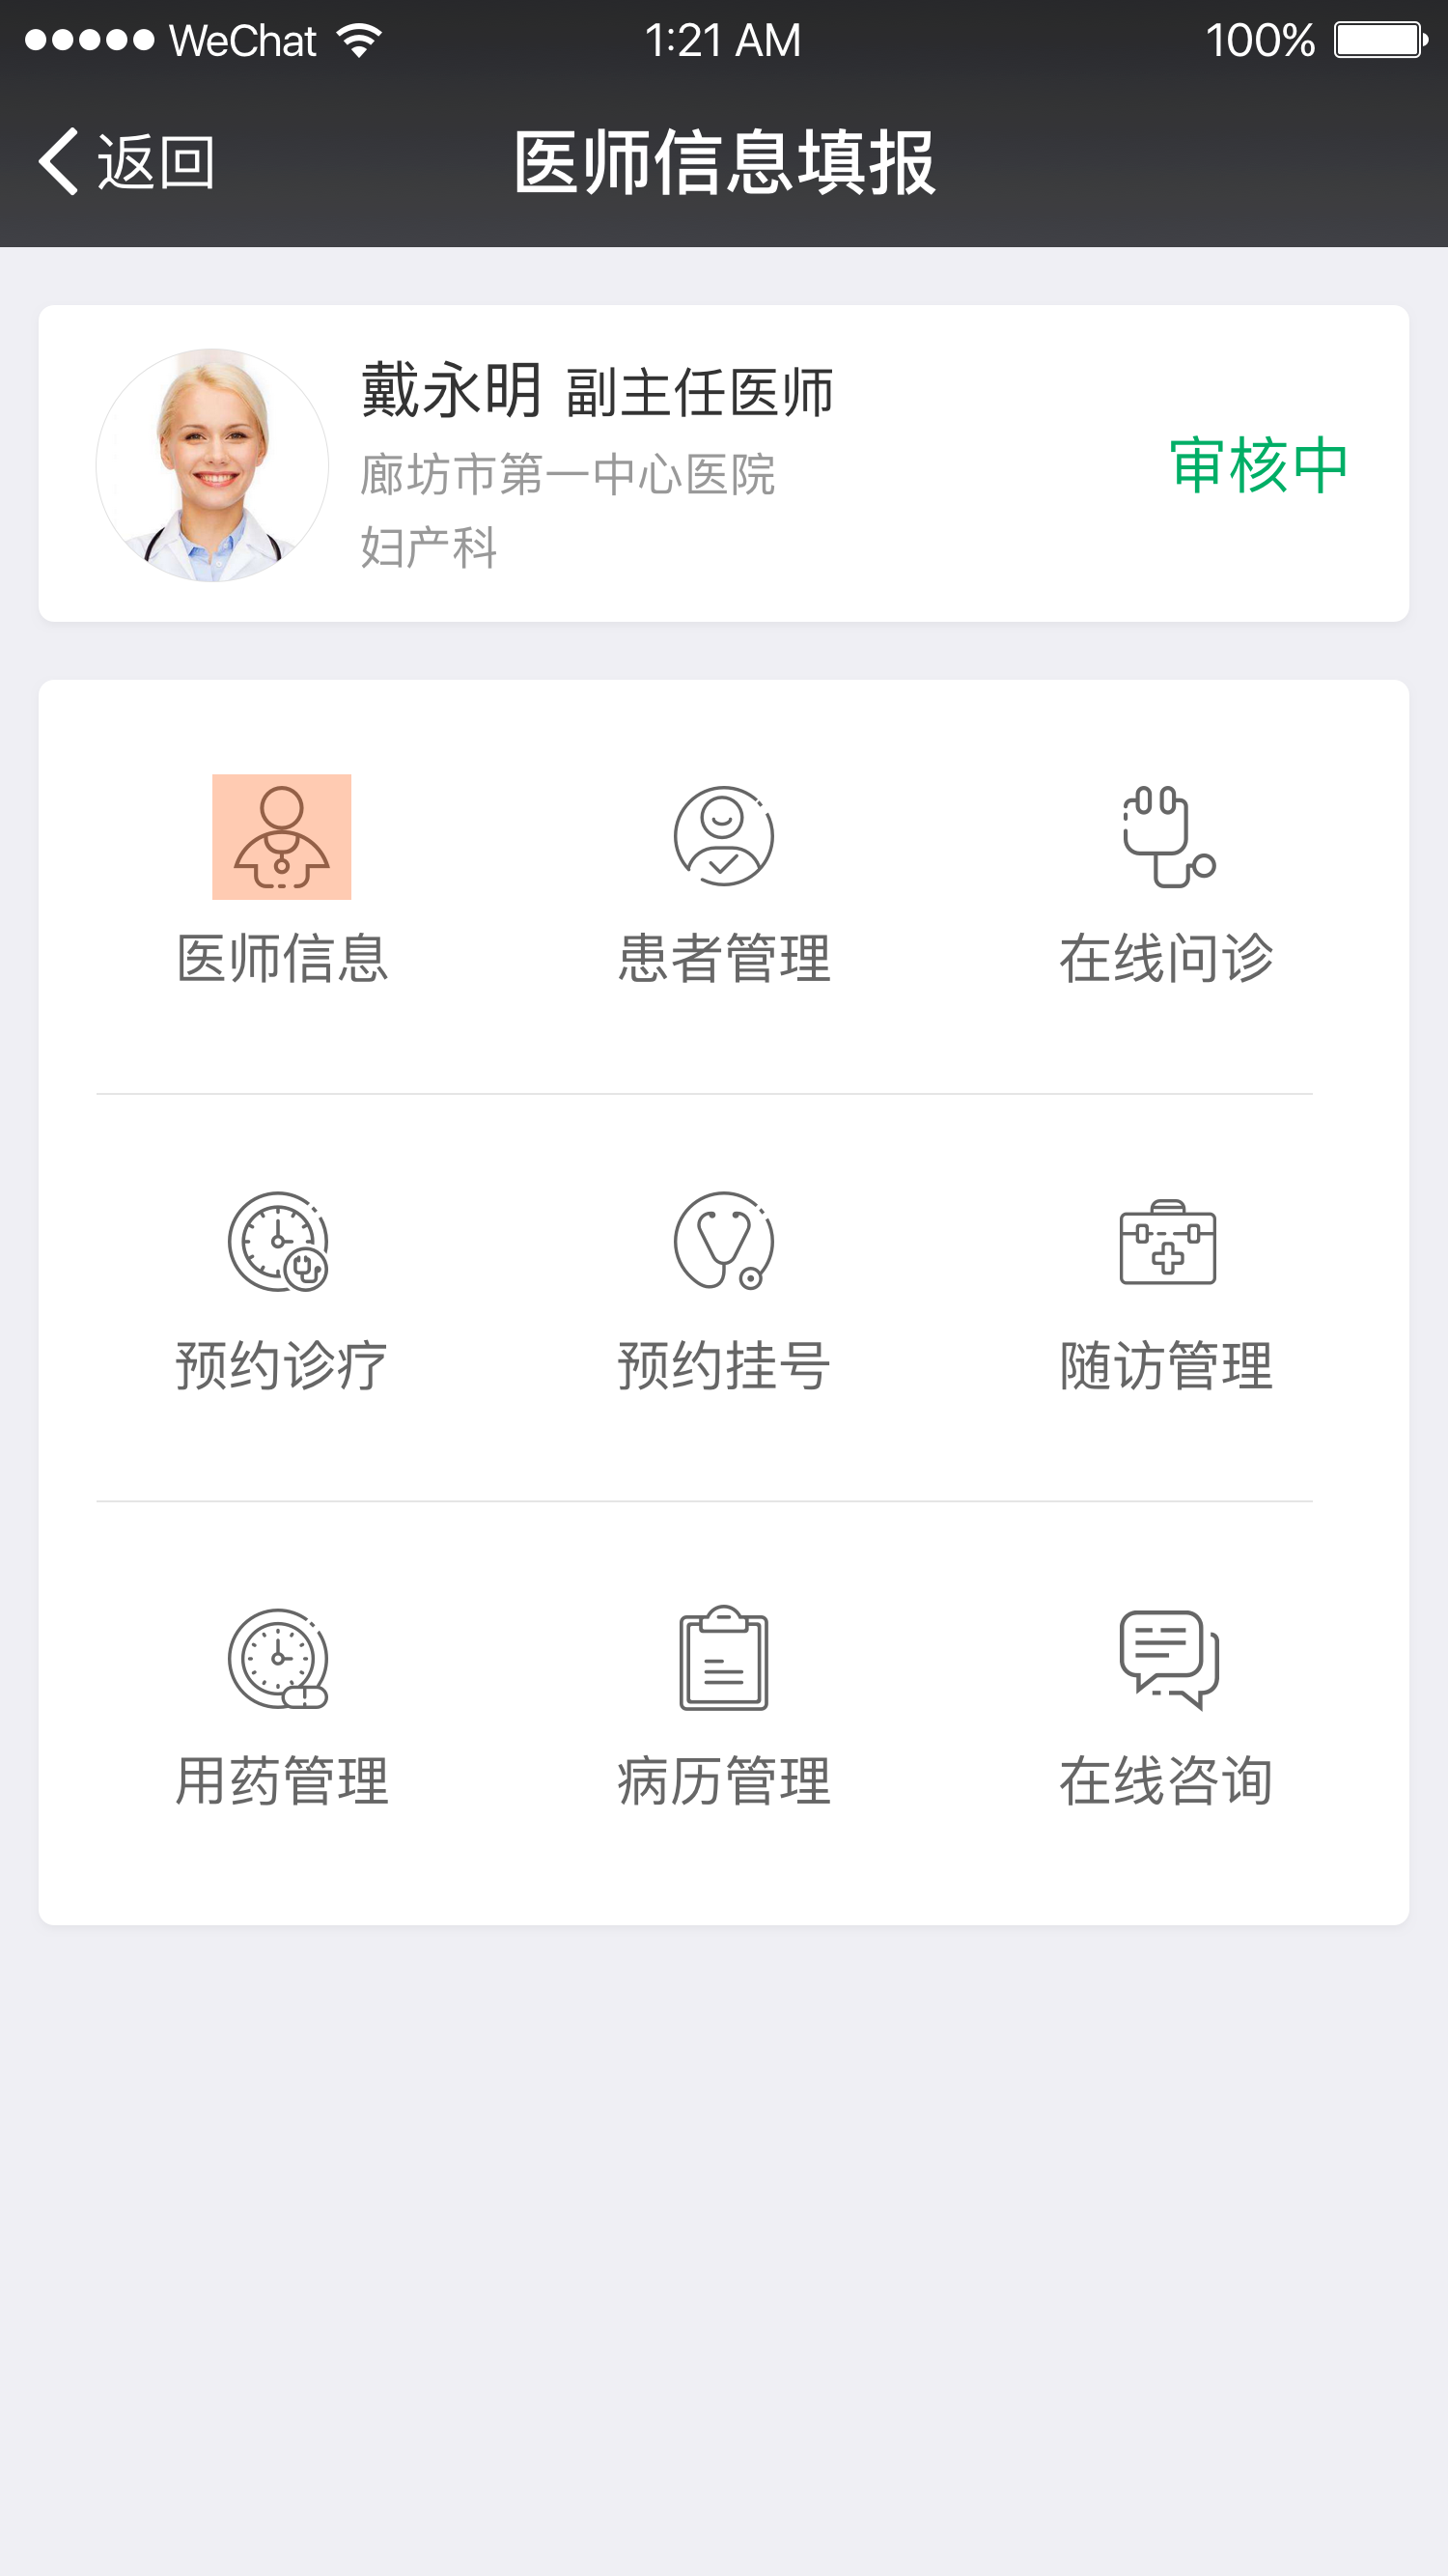 WeChat 1:21 AM 100%
返回 医师信息填报
戴永明 副主任医师
廊坊市第一中心医院
妇产科
审核中
医师信息 患者管理 在线问诊
预约诊疗 预约挂号 随访管理
用药管理 病历管理 在线咨询